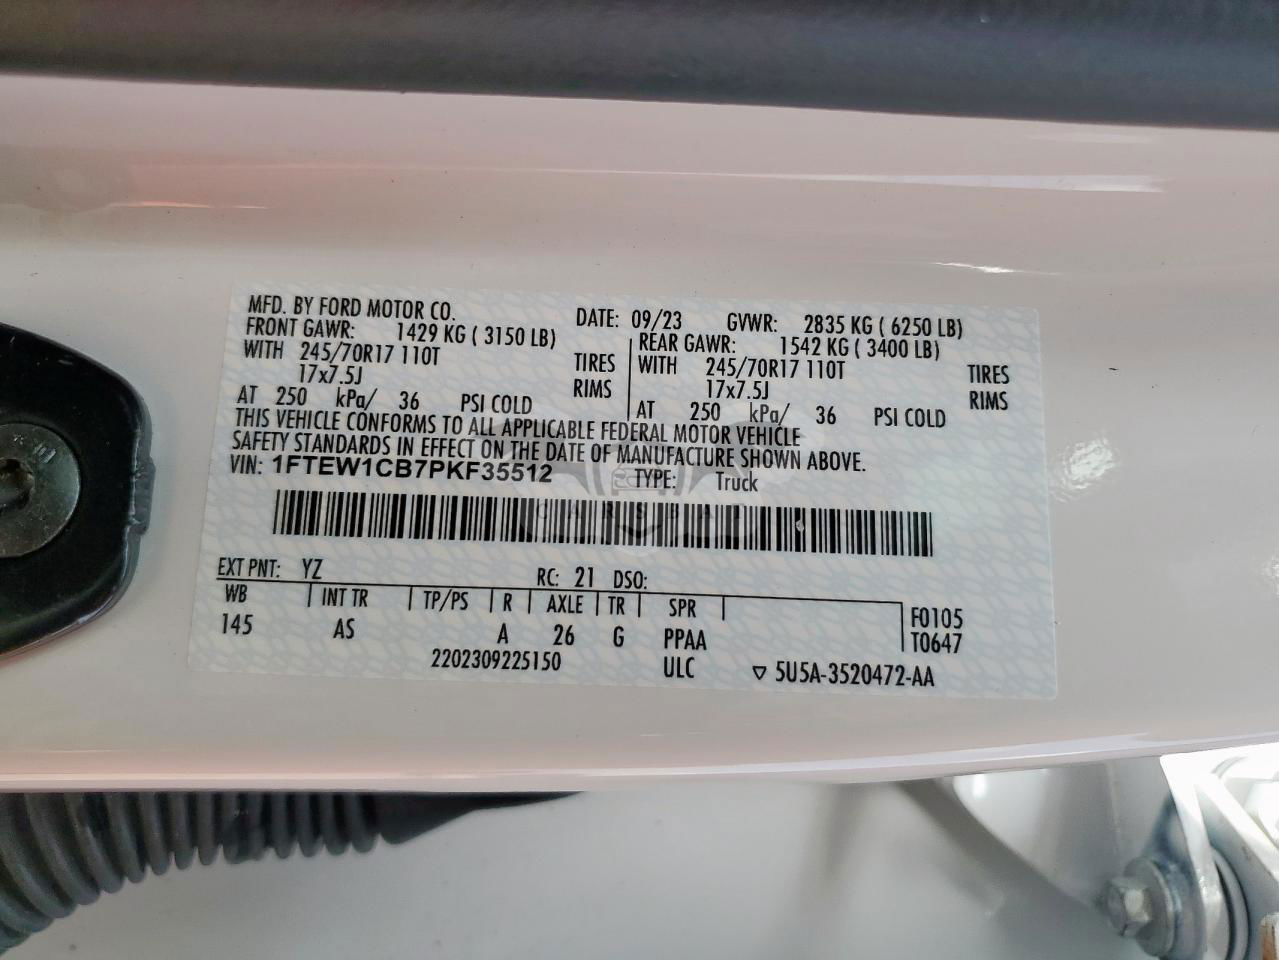 MFD. BY FORD MOTOR CO. DATE: 09/23 GVWR: 2835 KG ( 6250 LB)
FRONT GAWR: 1429 KG ( 3150 LB) REAR GAWR: 1542 KG ( 3400 LB)
WITH 245/70R17 110T TIRES WITH 245/70R17 110T TIRES
17x7.5J RIMS 17x7.5J RIMS
AT 250 kPa/ 36 PSI COLD AT 250 kPa/ 36 PSI COLD
THIS VEHICLE CONFORMS TO ALL APPLICABLE FEDERAL MOTOR VEHICLE
SAFETY STANDARDS IN EFFECT ON THE DATE OF MANUFACTURE SHOWN ABOVE.
VIN: 1FTEW1CB7PKF35512 TYPE: Truck
EXT PNT: YZ RC: 21 DSO:
WB INT TR TP/PS R AXLE TR SPR F0105
145 AS A 26 G PPAA T0647
2202309225150 ULC ▽ 5U5A-3520472-AA